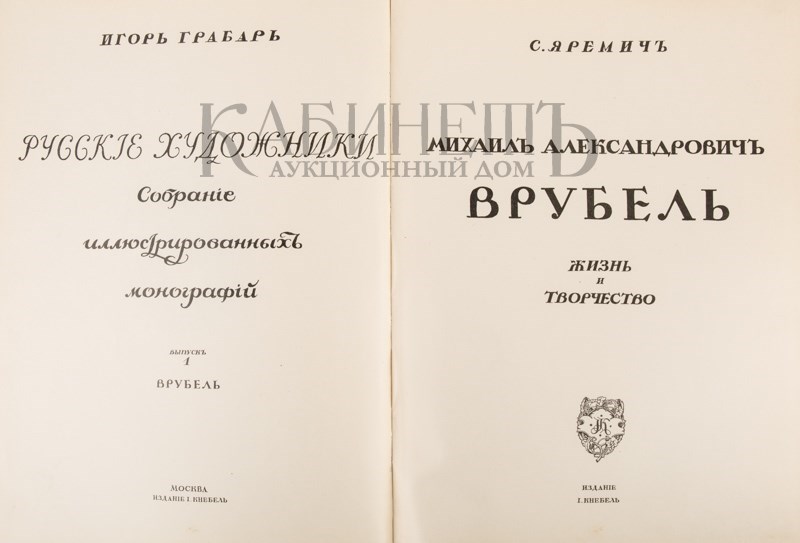 ИГОРЬ ГРАБАРЬ
РУССКІЕ ХУДОЖНИКИ
Собраніе
иллюстрированныхъ
монографій
ВЫПУСКЪ
1
ВРУБЕЛЬ
МОСКВА
ИЗДАНІЕ І. КНЕБЕЛЬ
С. ЯРЕМИЧЪ
МИХАИЛЪ АЛЕКСАНДРОВИЧЪ
ВРУБЕЛЬ
ЖИЗНЬ
И
ТВОРЧЕСТВО
ИЗДАНІЕ
І. КНЕБЕЛЬ
КАБИНЕТЪ
АУКЦИОННЫЙ ДОМ